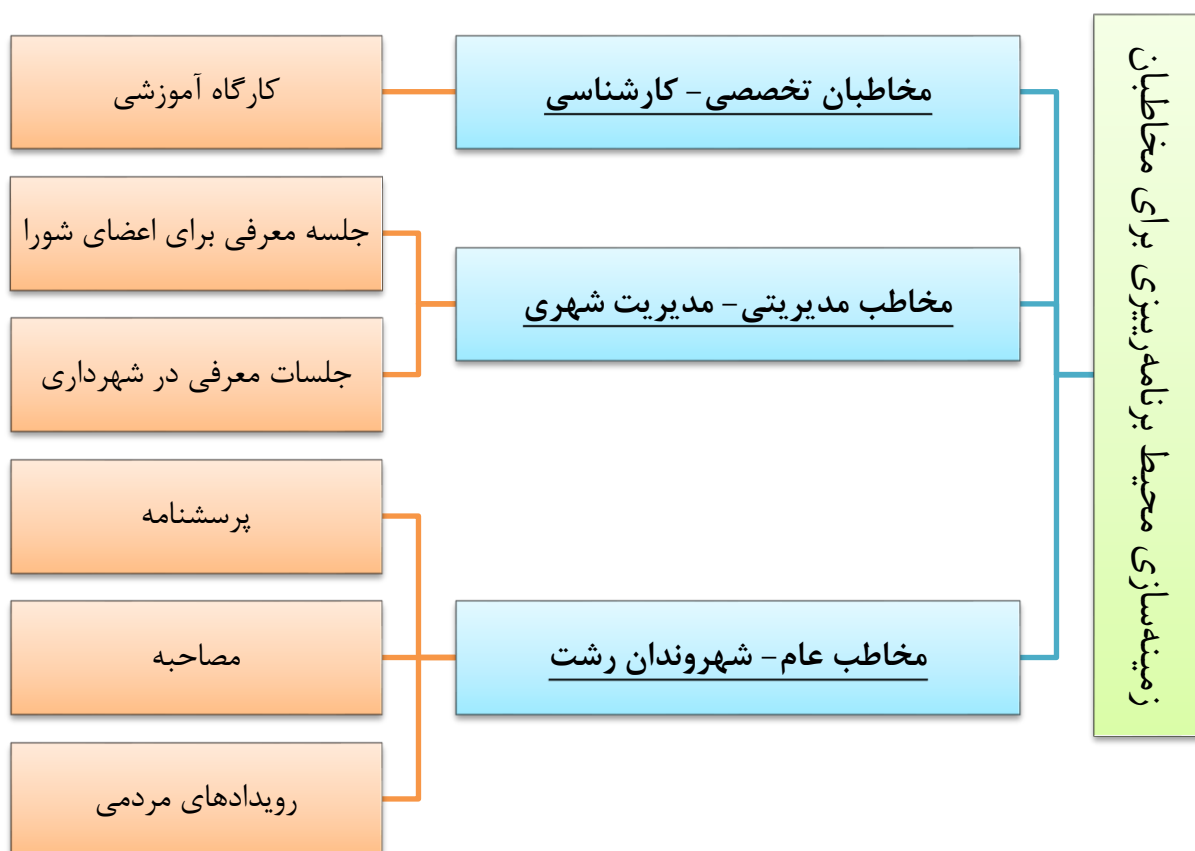 زمینه‌سازی محیط برنامه‌رییزی برای مخاطبان
مخاطبان تخصصی- کارشناسی
کارگاه آموزشی
مخاطب مدیریتی- مدیریت شهری
جلسه معرفی برای اعضای شورا
جلسات معرفی در شهرداری
مخاطب عام- شهروندان رشت
پرسشنامه
مصاحبه
رویدادهای مردمی